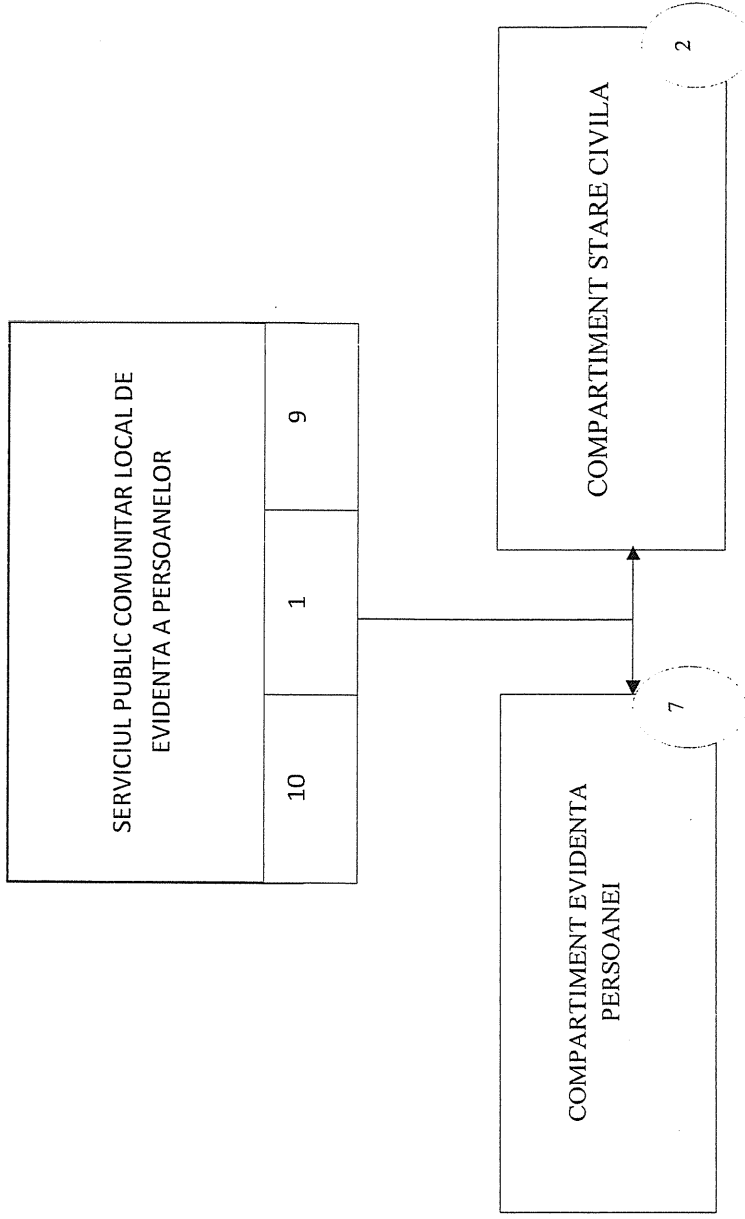 SERVICIUL PUBLIC COMUNITAR LOCAL DE
EVIDENTA A PERSOANELOR
10
1
9
COMPARTIMENT EVIDENTA
PERSOANEI
7
COMPARTIMENT STARE CIVILA
2